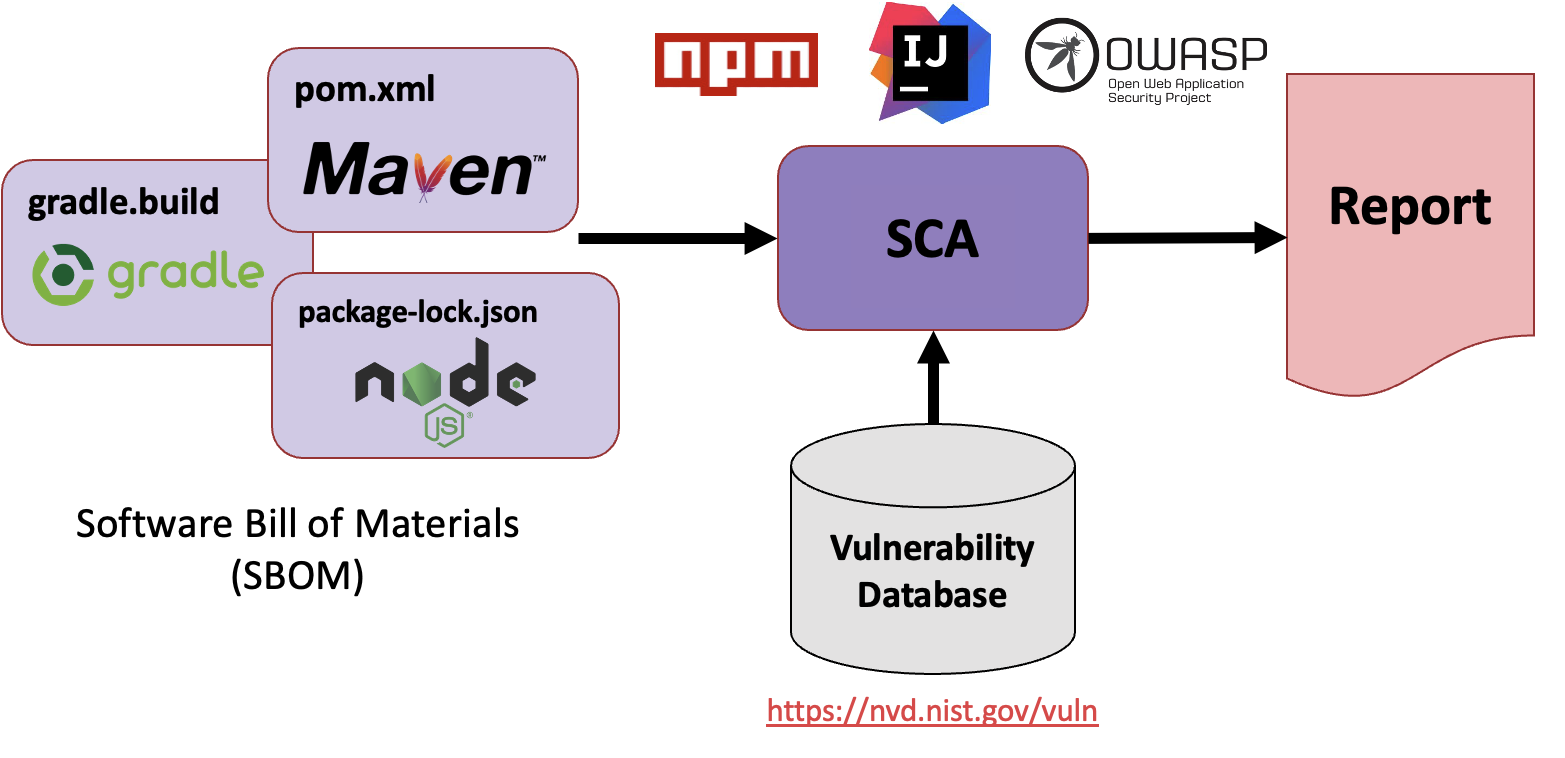 pom.xml
Maven™
gradle.build
gradle
package-lock.json
node
JS®
Software Bill of Materials
(SBOM)
npm
IJ
OWASP
Open Web Application
Security Project
SCA
Report
Vulnerability
Database
https://nvd.nist.gov/vuln